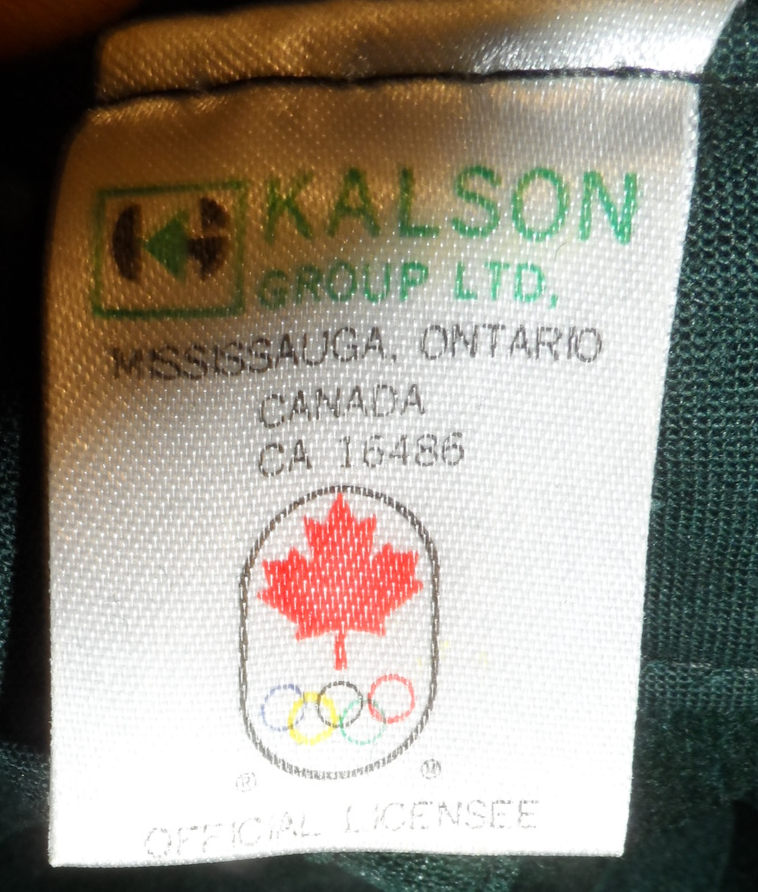 KALSON
GROUP LTD.
MISSISSAUGA, ONTARIO
CANADA
CA 16486
® M
OFFICIAL LICENSEE